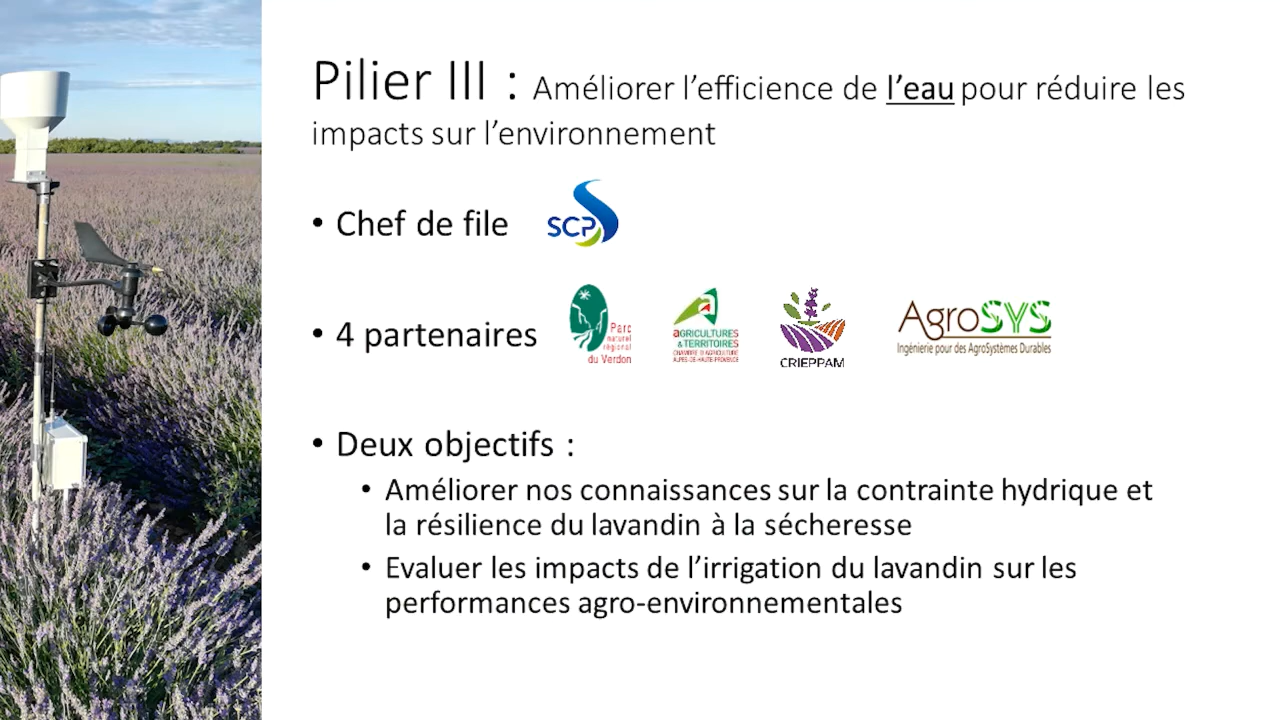 Pilier III : Améliorer l’efficience de l’eau pour réduire les
impacts sur l’environnement
• Chef de file
SCP
• 4 partenaires
Parc
naturel
régional
du Verdon
AGRICULTURES
& TERRITOIRES
CHAMBRE D'AGRICULTURE
ALPES-DE-HAUTE-PROVENCE
CRIEPPAM
AgroSYS
Ingénierie pour des AgroSystèmes Durables
• Deux objectifs :
• Améliorer nos connaissances sur la contrainte hydrique et
la résilience du lavandin à la sécheresse
• Evaluer les impacts de l’irrigation du lavandin sur les
performances agro-environnementales